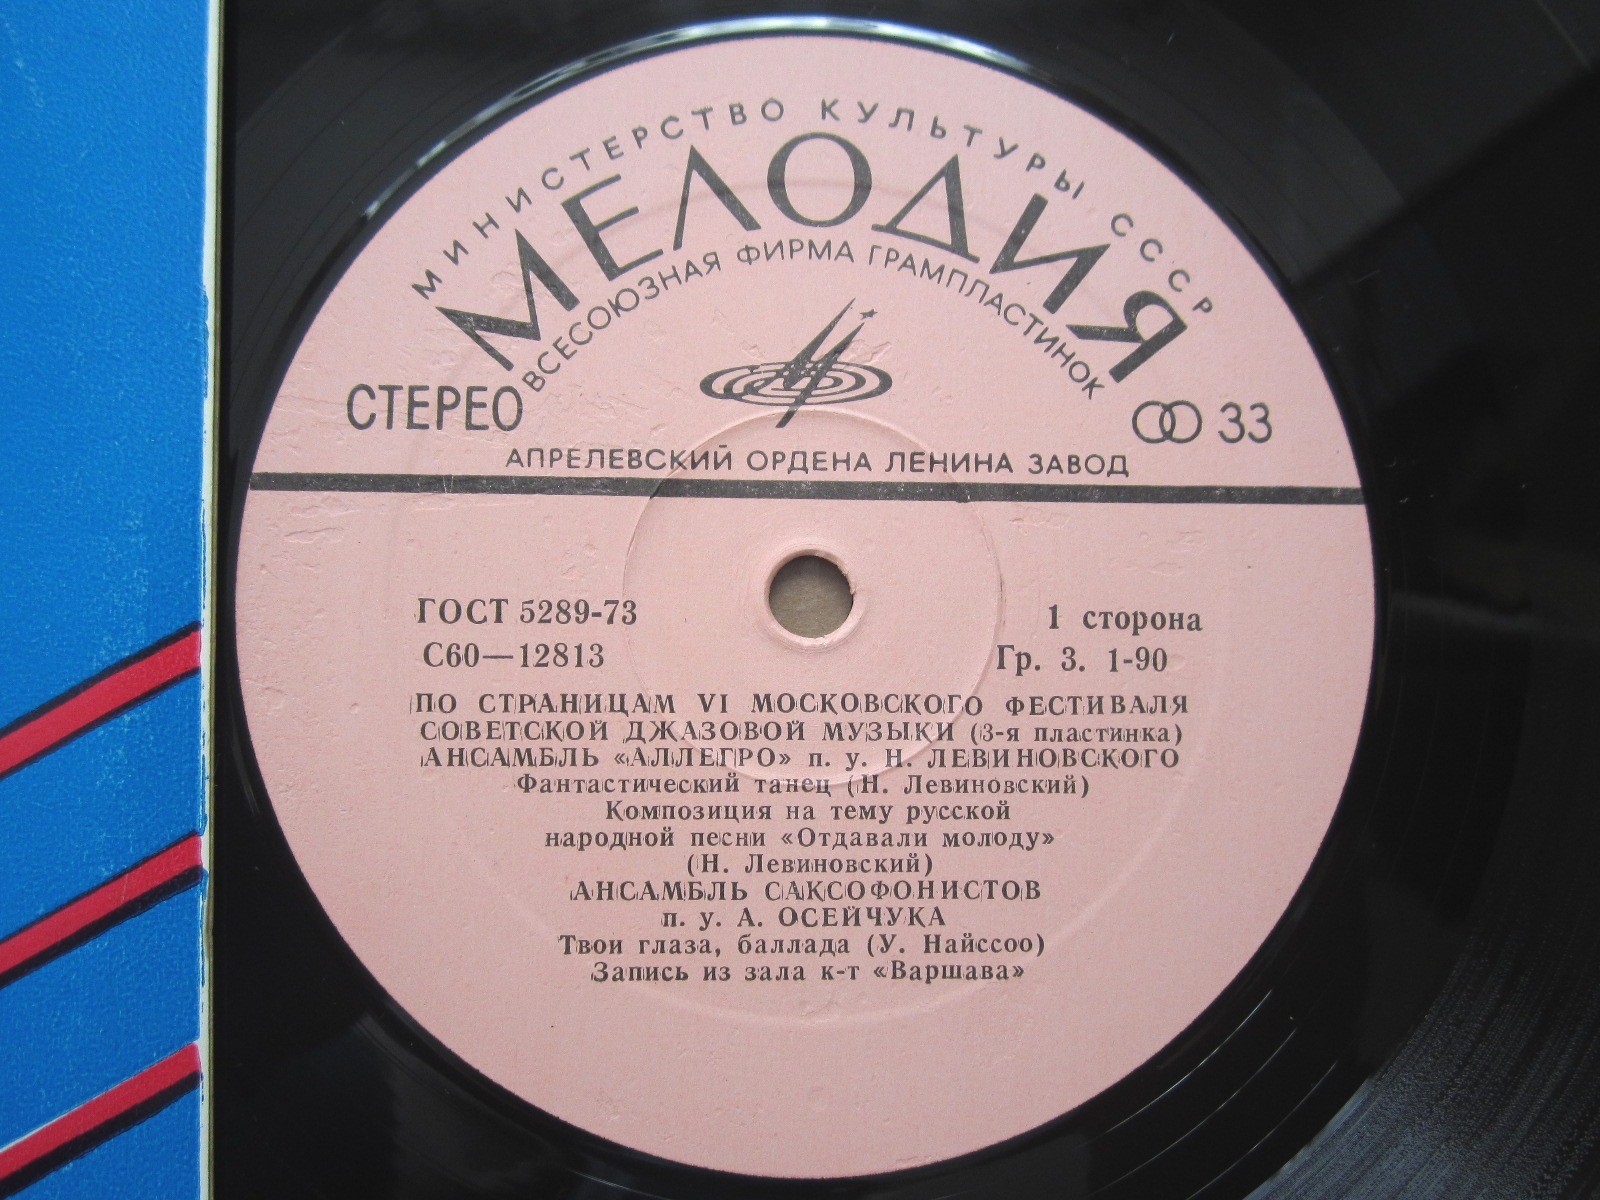 МИНИСТЕРСТВО КУЛЬТУРЫ СССР
МЕЛОДИЯ
ВСЕСОЮЗНАЯ ФИРМА ГРАМПЛАСТИНОК
СТЕРЕО
33
АПРЕЛЕВСКИЙ ОРДЕНА ЛЕНИНА ЗАВОД
ГОСТ 5289-73 1 сторона
С60—12813 Гр. 3. 1-90
ПО СТРАНИЦАМ VI МОСКОВСКОГО ФЕСТИВАЛЯ
СОВЕТСКОЙ ДЖАЗОВОЙ МУЗЫКИ (3-я пластинка)
АНСАМБЛЬ «АЛЛЕГРО» п. у. Н. ЛЕВИНОВСКОГО
Фантастический танец (Н. Левиновский)
Композиция на тему русской
народной песни «Отдавали молоду»
(Н. Левиновский)
АНСАМБЛЬ САКСОФОНИСТОВ
п. у. А. ОСЕЙЧУКА
Твои глаза, баллада (У. Найссоо)
Запись из зала к-т «Варшава»